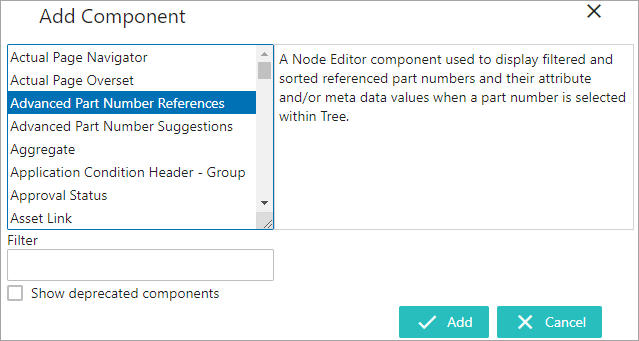 Add Component
Actual Page Navigator
Actual Page Overset
Advanced Part Number References
Advanced Part Number Suggestions
Aggregate
Application Condition Header - Group
Approval Status
Asset Link
A Node Editor component used to display filtered and
sorted referenced part numbers and their attribute
and/or meta data values when a part number is selected
within Tree.
Filter
Show deprecated components
Add
Cancel